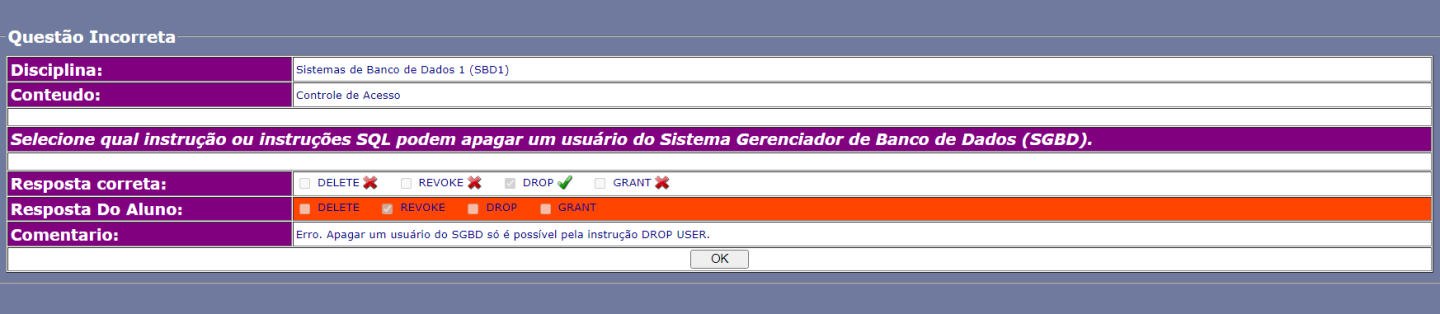 Questão Incorreta
Disciplina: Sistemas de Banco de Dados 1 (SBD1)
Conteudo: Controle de Acesso
Selecione qual instrução ou instruções SQL podem apagar um usuário do Sistema Gerenciador de Banco de Dados (SGBD).
Resposta correta: DELETE REVOKE DROP GRANT
Resposta Do Aluno: DELETE REVOKE DROP GRANT
Comentario: Erro. Apagar um usuário do SGBD só é possível pela instrução DROP USER.
OK